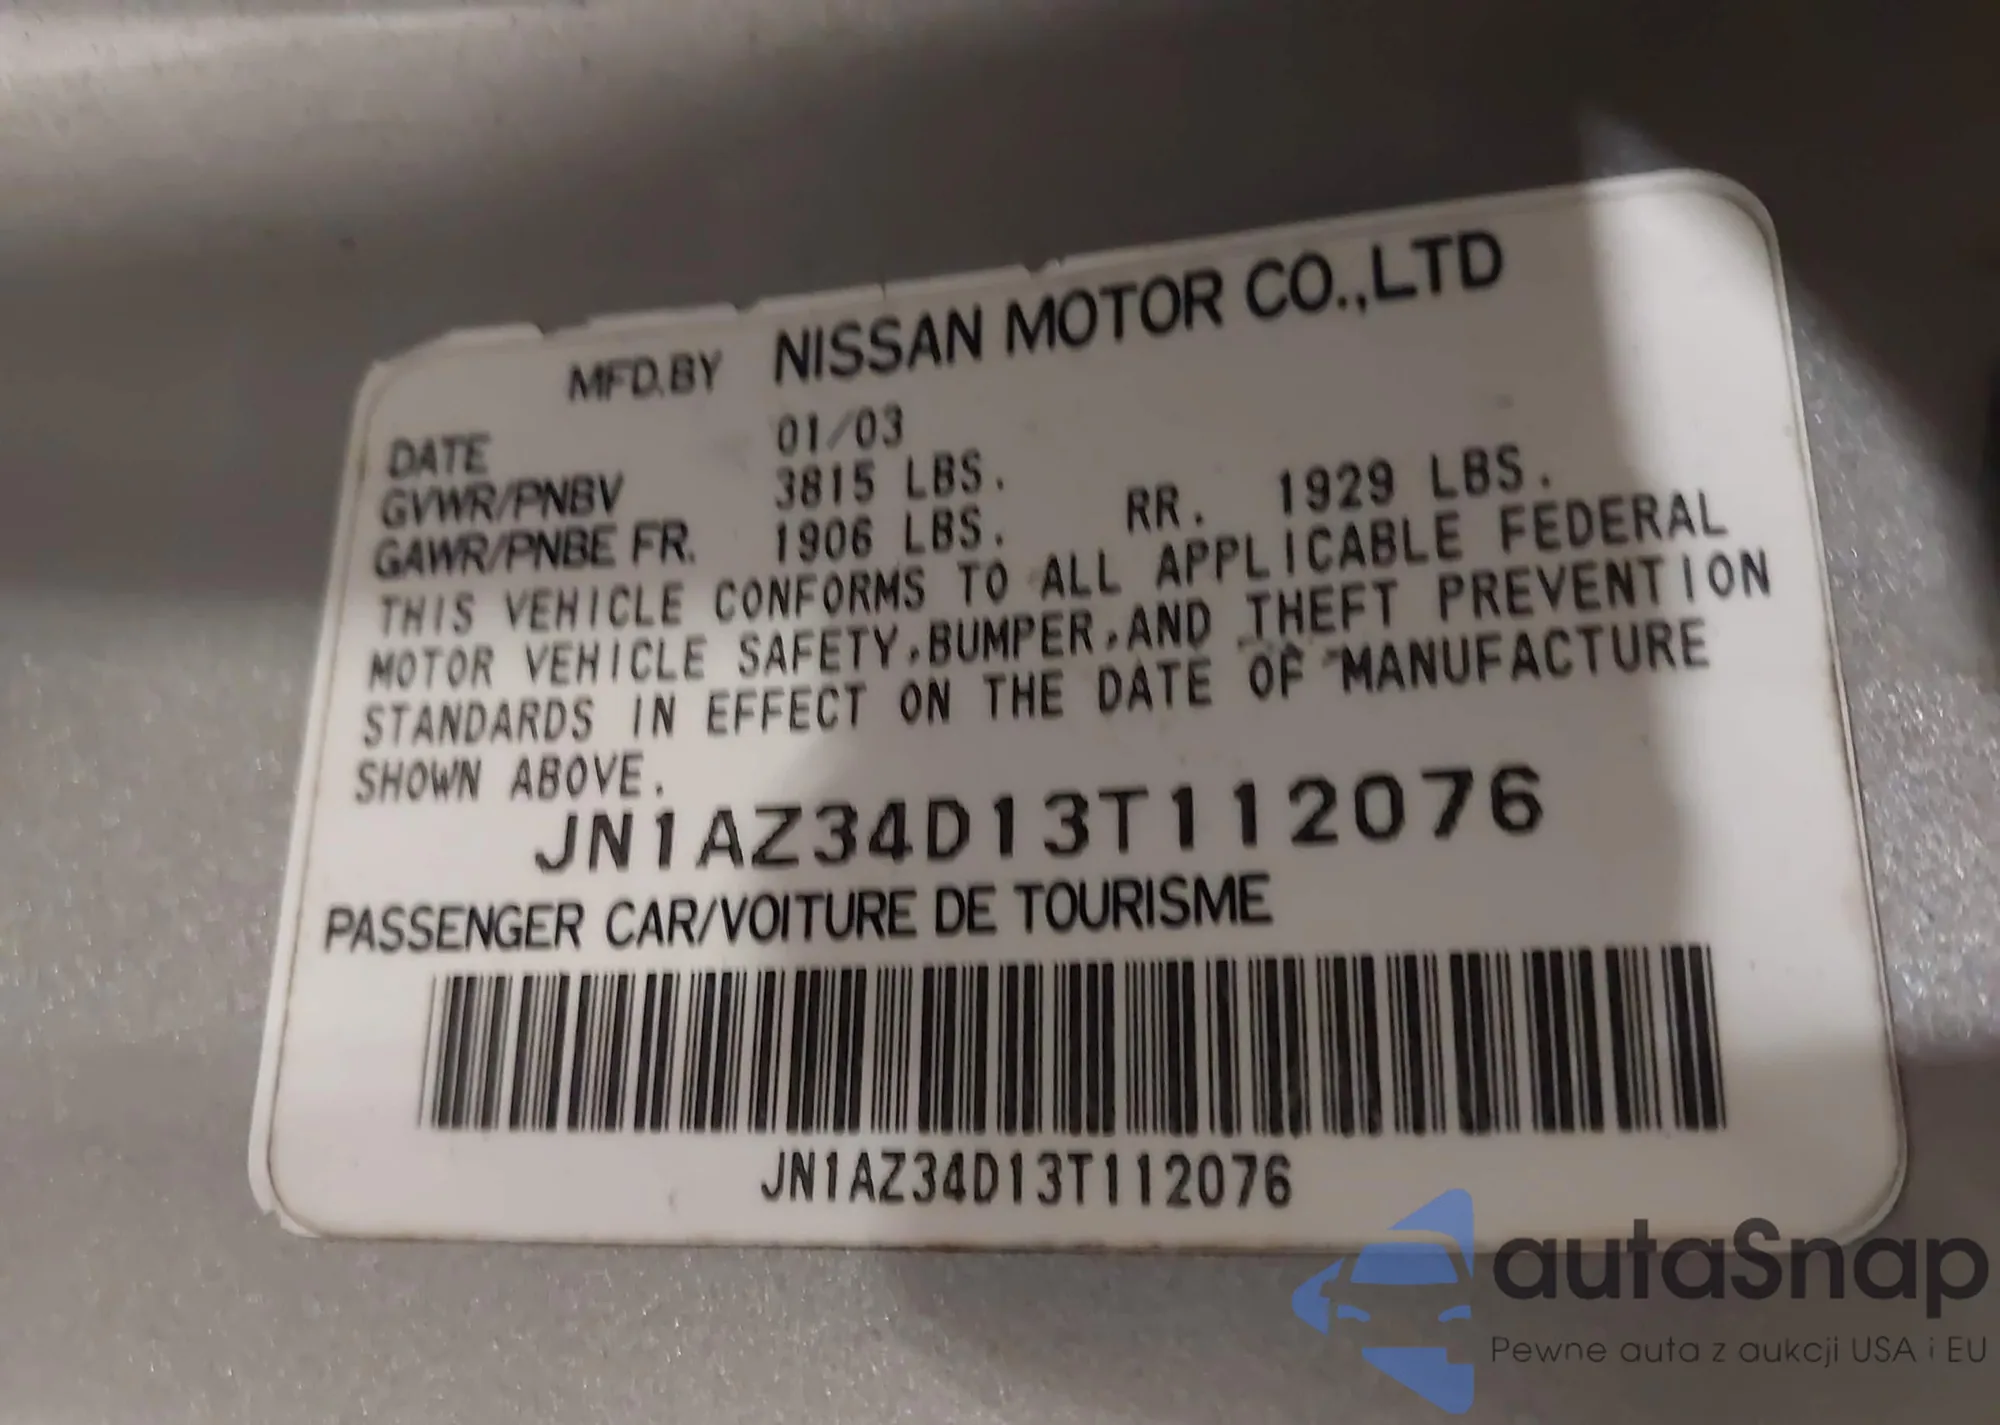 MFD.BY NISSAN MOTOR CO.,LTD
DATE 01/03
GVWR/PNBV 3815 LBS.
GAWR/PNBE FR. 1906 LBS. RR. 1929 LBS.
THIS VEHICLE CONFORMS TO ALL APPLICABLE FEDERAL
MOTOR VEHICLE SAFETY,BUMPER,AND THEFT PREVENTION
STANDARDS IN EFFECT ON THE DATE OF MANUFACTURE
SHOWN ABOVE.
JN1AZ34D13T112076
PASSENGER CAR/VOITURE DE TOURISME
JN1AZ34D13T112076
autaSnap
Pewne auta z aukcji USA i EU